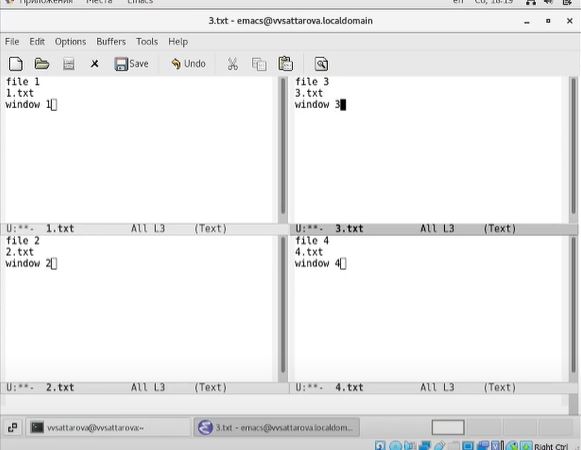 Приложения Места Emacs en Сб, 18:19
3.txt - emacs@vvsattarova.localdomain
File Edit Options Buffers Tools Help
Save Undo
file 1
1.txt
window 1
U:**- 1.txt All L3 (Text)
file 3
3.txt
window 3
U:**- 3.txt All L3 (Text)
file 2
2.txt
window 2
U:**- 2.txt All L3 (Text)
file 4
4.txt
window 4
U:**- 4.txt All L3 (Text)
vvsattarova@vvsattarova:~ 3.txt - emacs@vvsattarova.localdom...
Right Ctrl